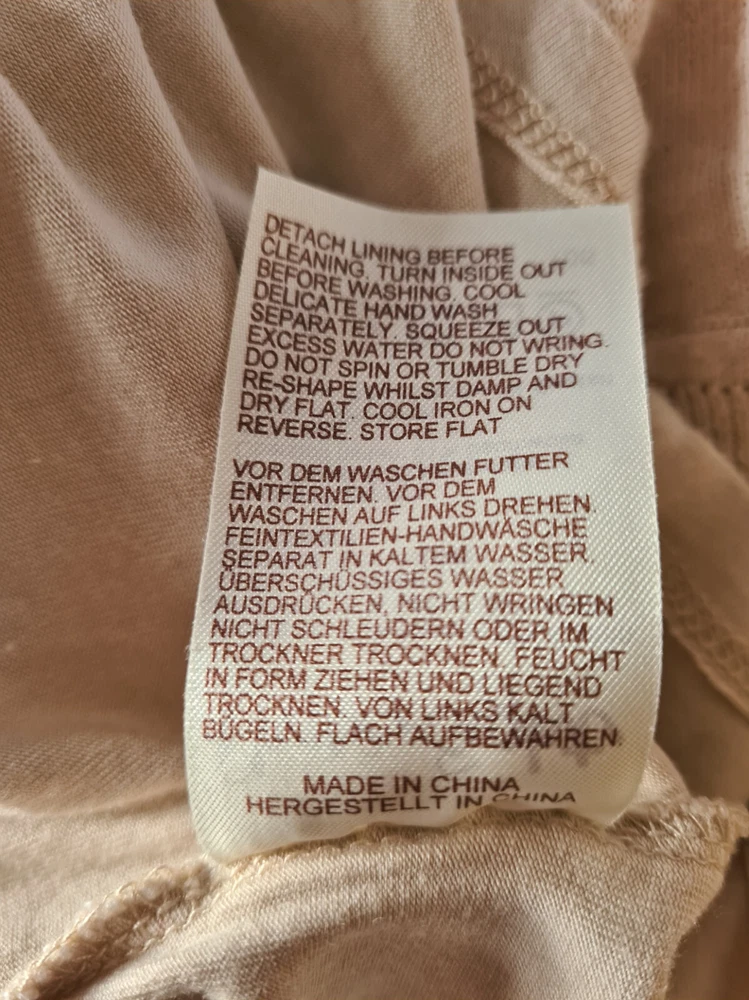 DETACH LINING BEFORE
CLEANING. TURN INSIDE OUT
BEFORE WASHING. COOL
DELICATE HAND WASH
SEPARATELY. SQUEEZE OUT
EXCESS WATER DO NOT WRING.
DO NOT SPIN OR TUMBLE DRY
RE-SHAPE WHILST DAMP AND
DRY FLAT. COOL IRON ON
REVERSE. STORE FLAT
VOR DEM WASCHEN FUTTER
ENTFERNEN. VOR DEM
WASCHEN AUF LINKS DREHEN.
FEINTEXTILIEN-HANDWÄSCHE
SEPARAT IN KALTEM WASSER.
ÜBERSCHÜSSIGES WASSER
AUSDRÜCKEN, NICHT WRINGEN
NICHT SCHLEUDERN ODER IM
TROCKNER TROCKNEN. FEUCHT
IN FORM ZIEHEN UND LIEGEND
TROCKNEN. VON LINKS KALT
BÜGELN. FLACH AUFBEWAHREN.
MADE IN CHINA
HERGESTELLT IN CHINA